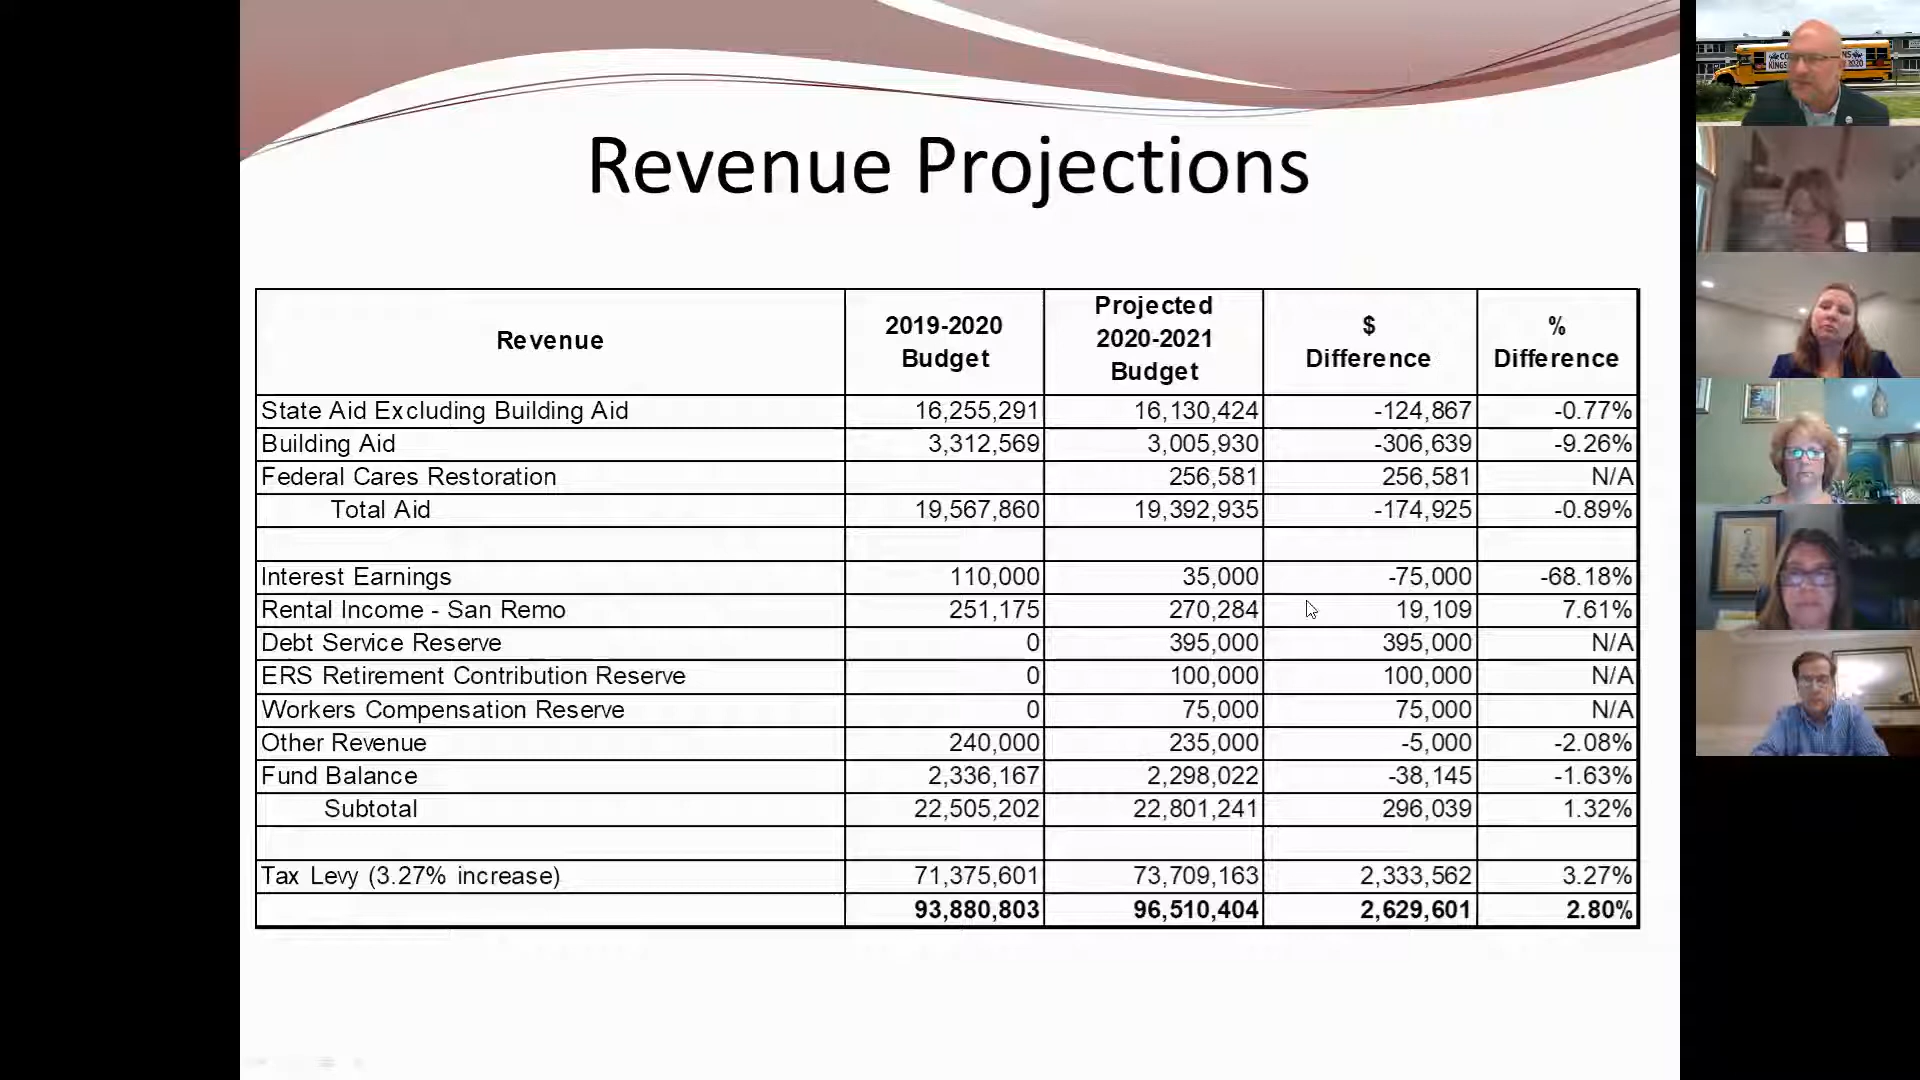 Revenue Projections
Revenue 2019-2020 Budget Projected 2020-2021 Budget $ Difference % Difference
State Aid Excluding Building Aid 16,255,291 16,130,424 -124,867 -0.77%
Building Aid 3,312,569 3,005,930 -306,639 -9.26%
Federal Cares Restoration 256,581 256,581 N/A
Total Aid 19,567,860 19,392,935 -174,925 -0.89%
Interest Earnings 110,000 35,000 -75,000 -68.18%
Rental Income - San Remo 251,175 270,284 19,109 7.61%
Debt Service Reserve 0 395,000 395,000 N/A
ERS Retirement Contribution Reserve 0 100,000 100,000 N/A
Workers Compensation Reserve 0 75,000 75,000 N/A
Other Revenue 240,000 235,000 -5,000 -2.08%
Fund Balance 2,336,167 2,298,022 -38,145 -1.63%
Subtotal 22,505,202 22,801,241 296,039 1.32%
Tax Levy (3.27% increase) 71,375,601 73,709,163 2,333,562 3.27%
93,880,803 96,510,404 2,629,601 2.80%